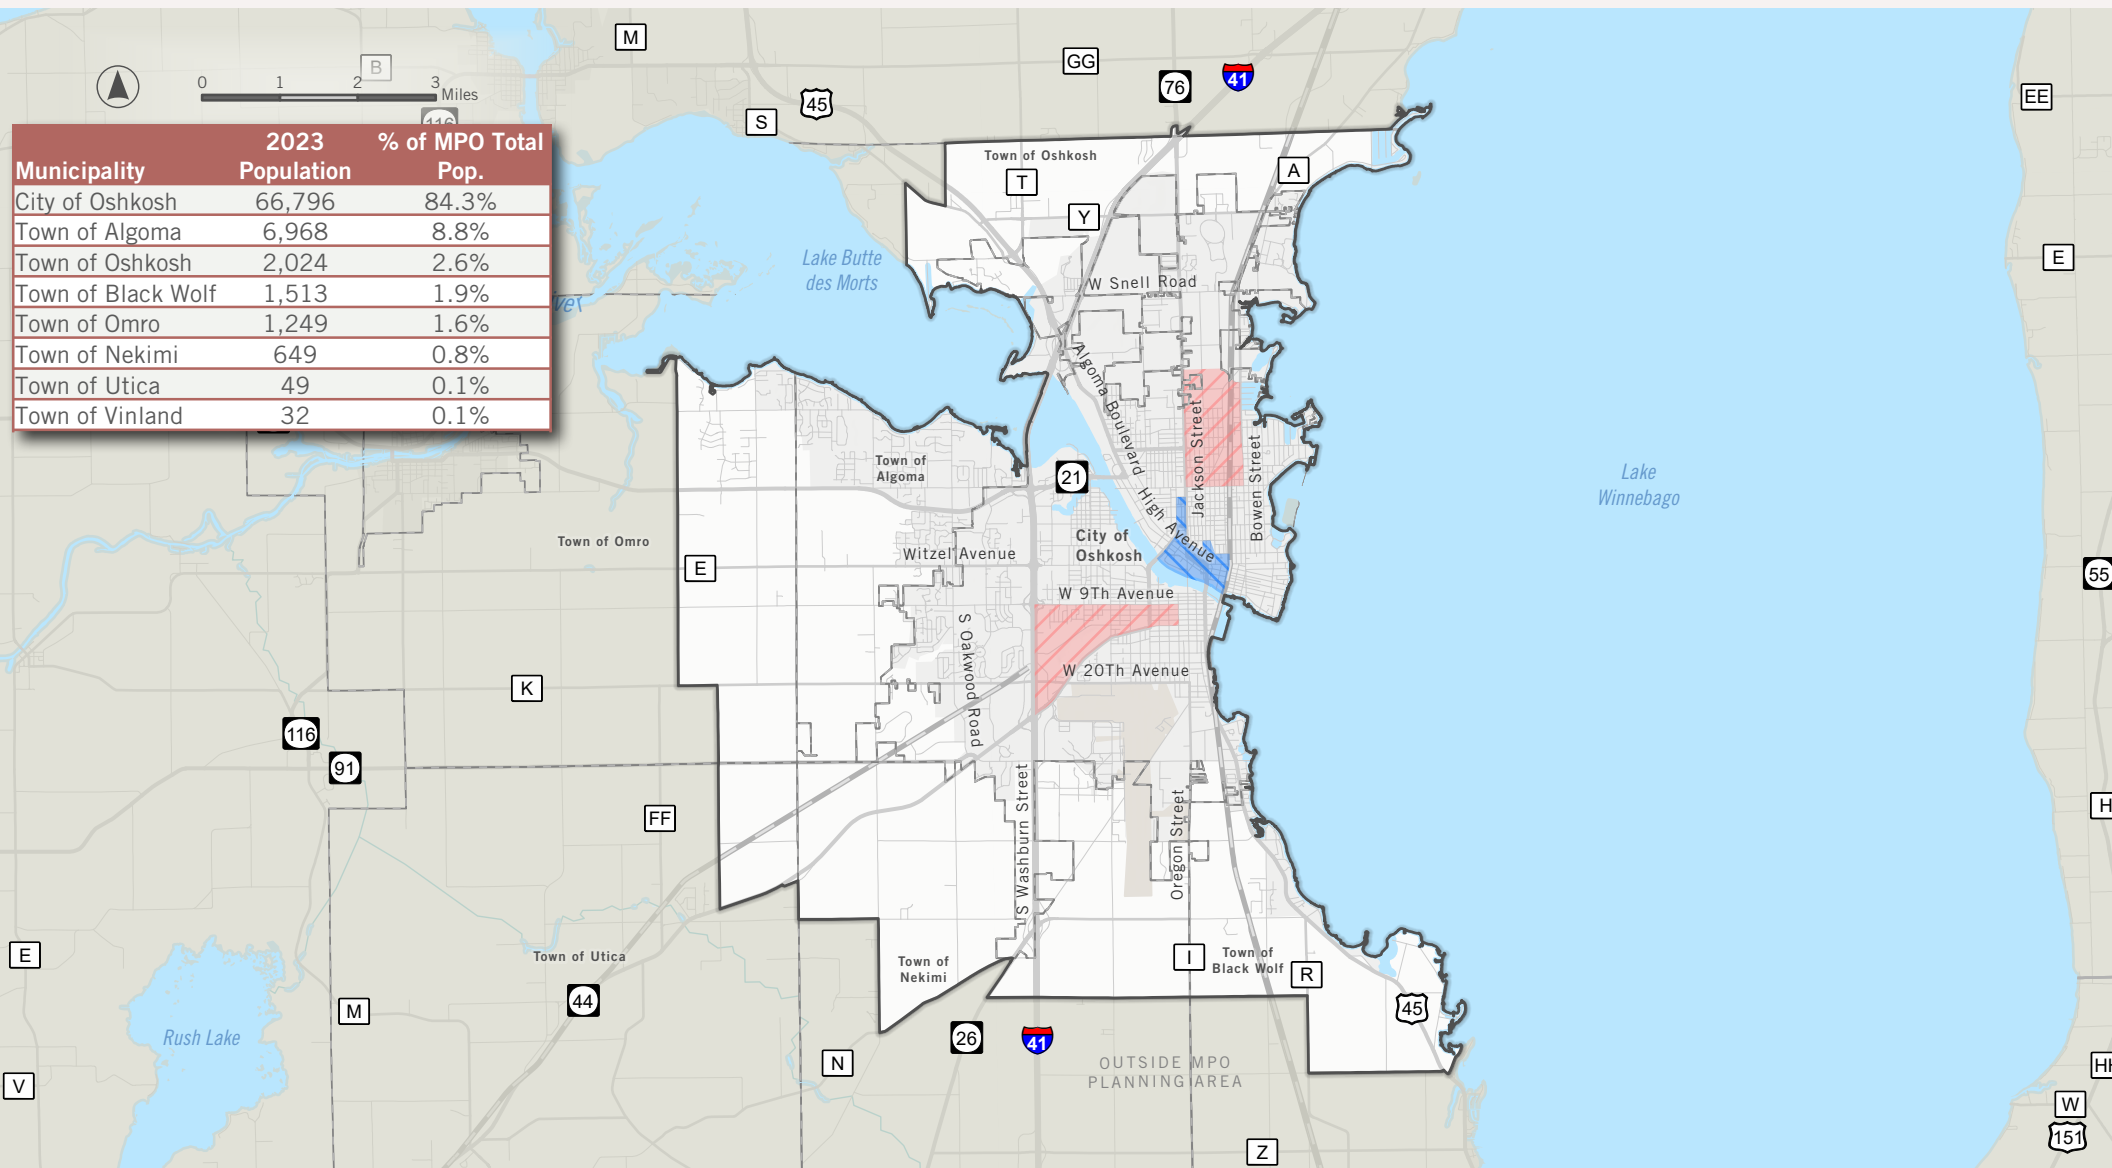 M
GG
76
41
B
0 1 2 3
Miles
116
45
S
EE
2023 % of MPO Total
Municipality Population Pop.
City of Oshkosh 66,796 84.3%
Town of Algoma 6,968 8.8%
Town of Oshkosh 2,024 2.6%
Town of Black Wolf 1,513 1.9%
Town of Omro 1,249 1.6%
Town of Nekimi 649 0.8%
Town of Utica 49 0.1%
Town of Vinland 32 0.1%
Town of Oshkosh
T
A
Y
E
Lake Butte
des Morts
W Snell Road
Algoma Boulevard
Jackson Street
Bowen Street
High Avenue
Town of
Algoma
21
Lake
Winnebago
City of
Oshkosh
Town of Omro
Witzel Avenue
E
55
W 9Th Avenue
S Oakwood Road
W 20Th Avenue
K
116
91
FF
S Washburn Street
Oregon Street
H
E
Town of Utica
Town of
Nekimi
I
Town of
Black Wolf
R
44
M
45
Rush Lake
26
41
N
OUTSIDE MPO
PLANNING AREA
HH
V
W
151
Z